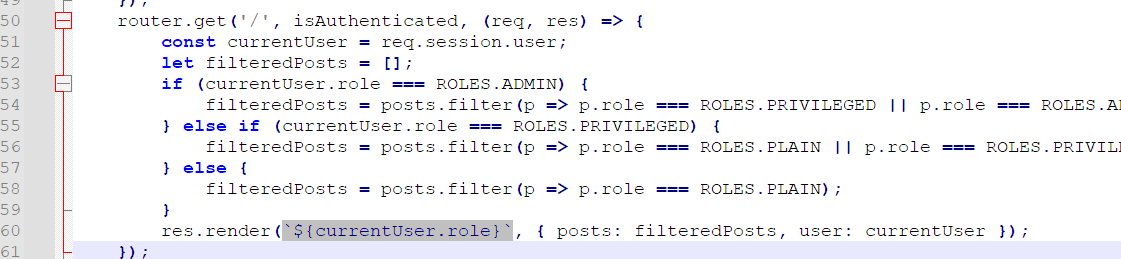 49 });
50 router.get('/', isAuthenticated, (req, res) => {
51 const currentUser = req.session.user;
52 let filteredPosts = [];
53 if (currentUser.role === ROLES.ADMIN) {
54 filteredPosts = posts.filter(p => p.role === ROLES.PRIVILEGED || p.role === ROLES.A
55 } else if (currentUser.role === ROLES.PRIVILEGED) {
56 filteredPosts = posts.filter(p => p.role === ROLES.PLAIN || p.role === ROLES.PRIVIL
57 } else {
58 filteredPosts = posts.filter(p => p.role === ROLES.PLAIN);
59 }
60 res.render(`${currentUser.role}`, { posts: filteredPosts, user: currentUser });
61 });